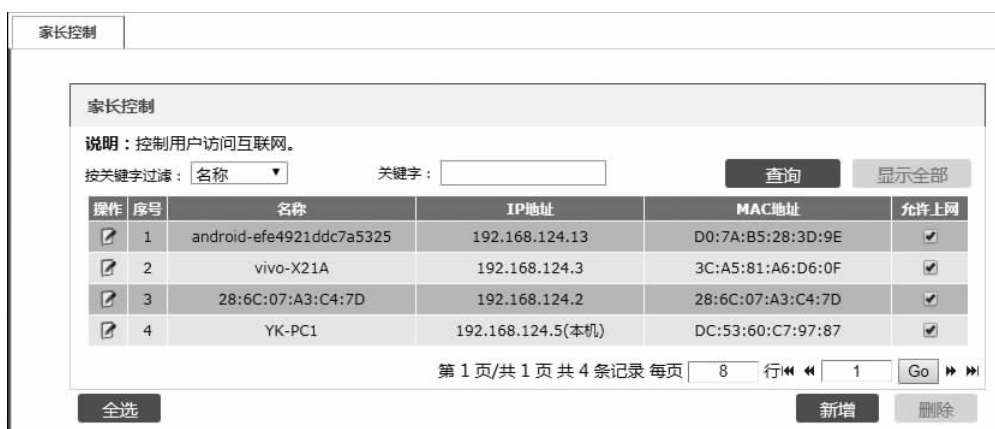 家长控制
家长控制
说明：控制用户访问互联网。
按关键字过滤： 名称 关键字： 查询 显示全部
操作 序号 名称 IP地址 MAC地址 允许上网
1 android-efe4921ddc7a5325 192.168.124.13 D0:7A:B5:28:3D:9E
2 vivo-X21A 192.168.124.3 3C:A5:81:A6:D6:0F
3 28:6C:07:A3:C4:7D 192.168.124.2 28:6C:07:A3:C4:7D
4 YK-PC1 192.168.124.5(本机) DC:53:60:C7:97:87
第 1 页/共 1 页 共 4 条记录 每页 8 行 1 Go
全选 新增 删除